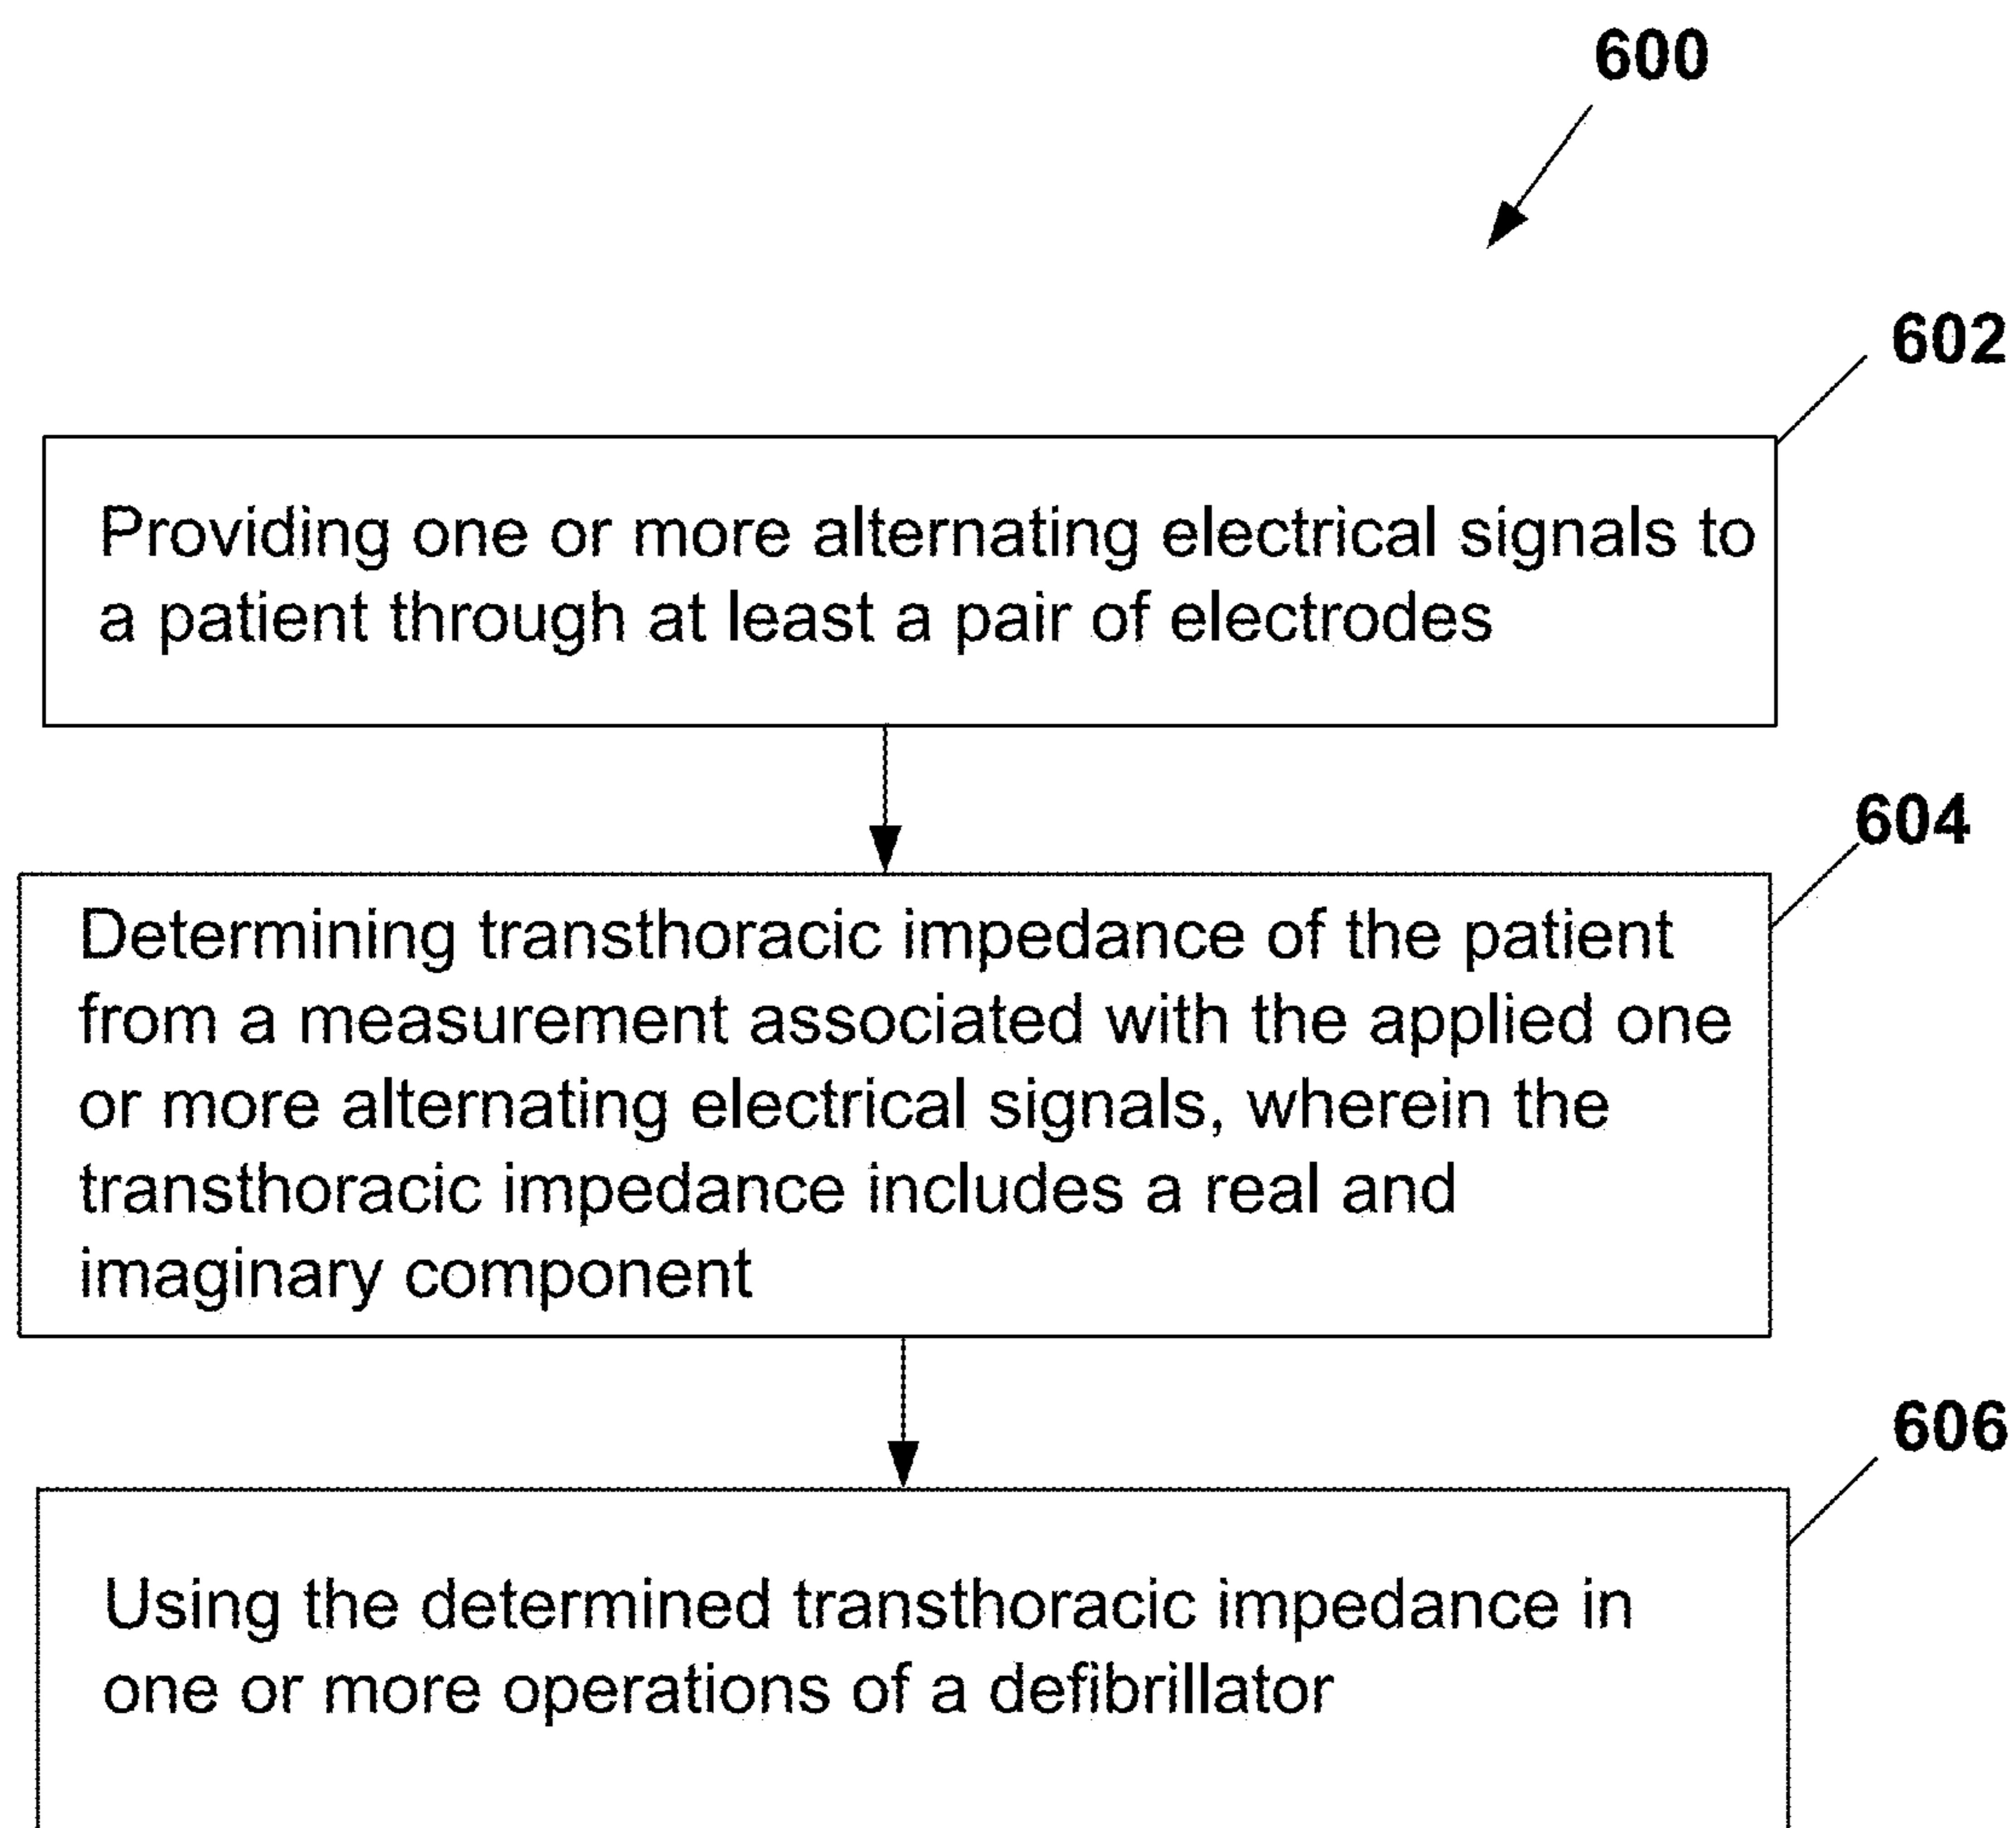 600
602
Providing one or more alternating electrical signals to
a patient through at least a pair of electrodes
604
Determining transthoracic impedance of the patient
from a measurement associated with the applied one
or more alternating electrical signals, wherein the
transthoracic impedance includes a real and
imaginary component
606
Using the determined transthoracic impedance in
one or more operations of a defibrillator